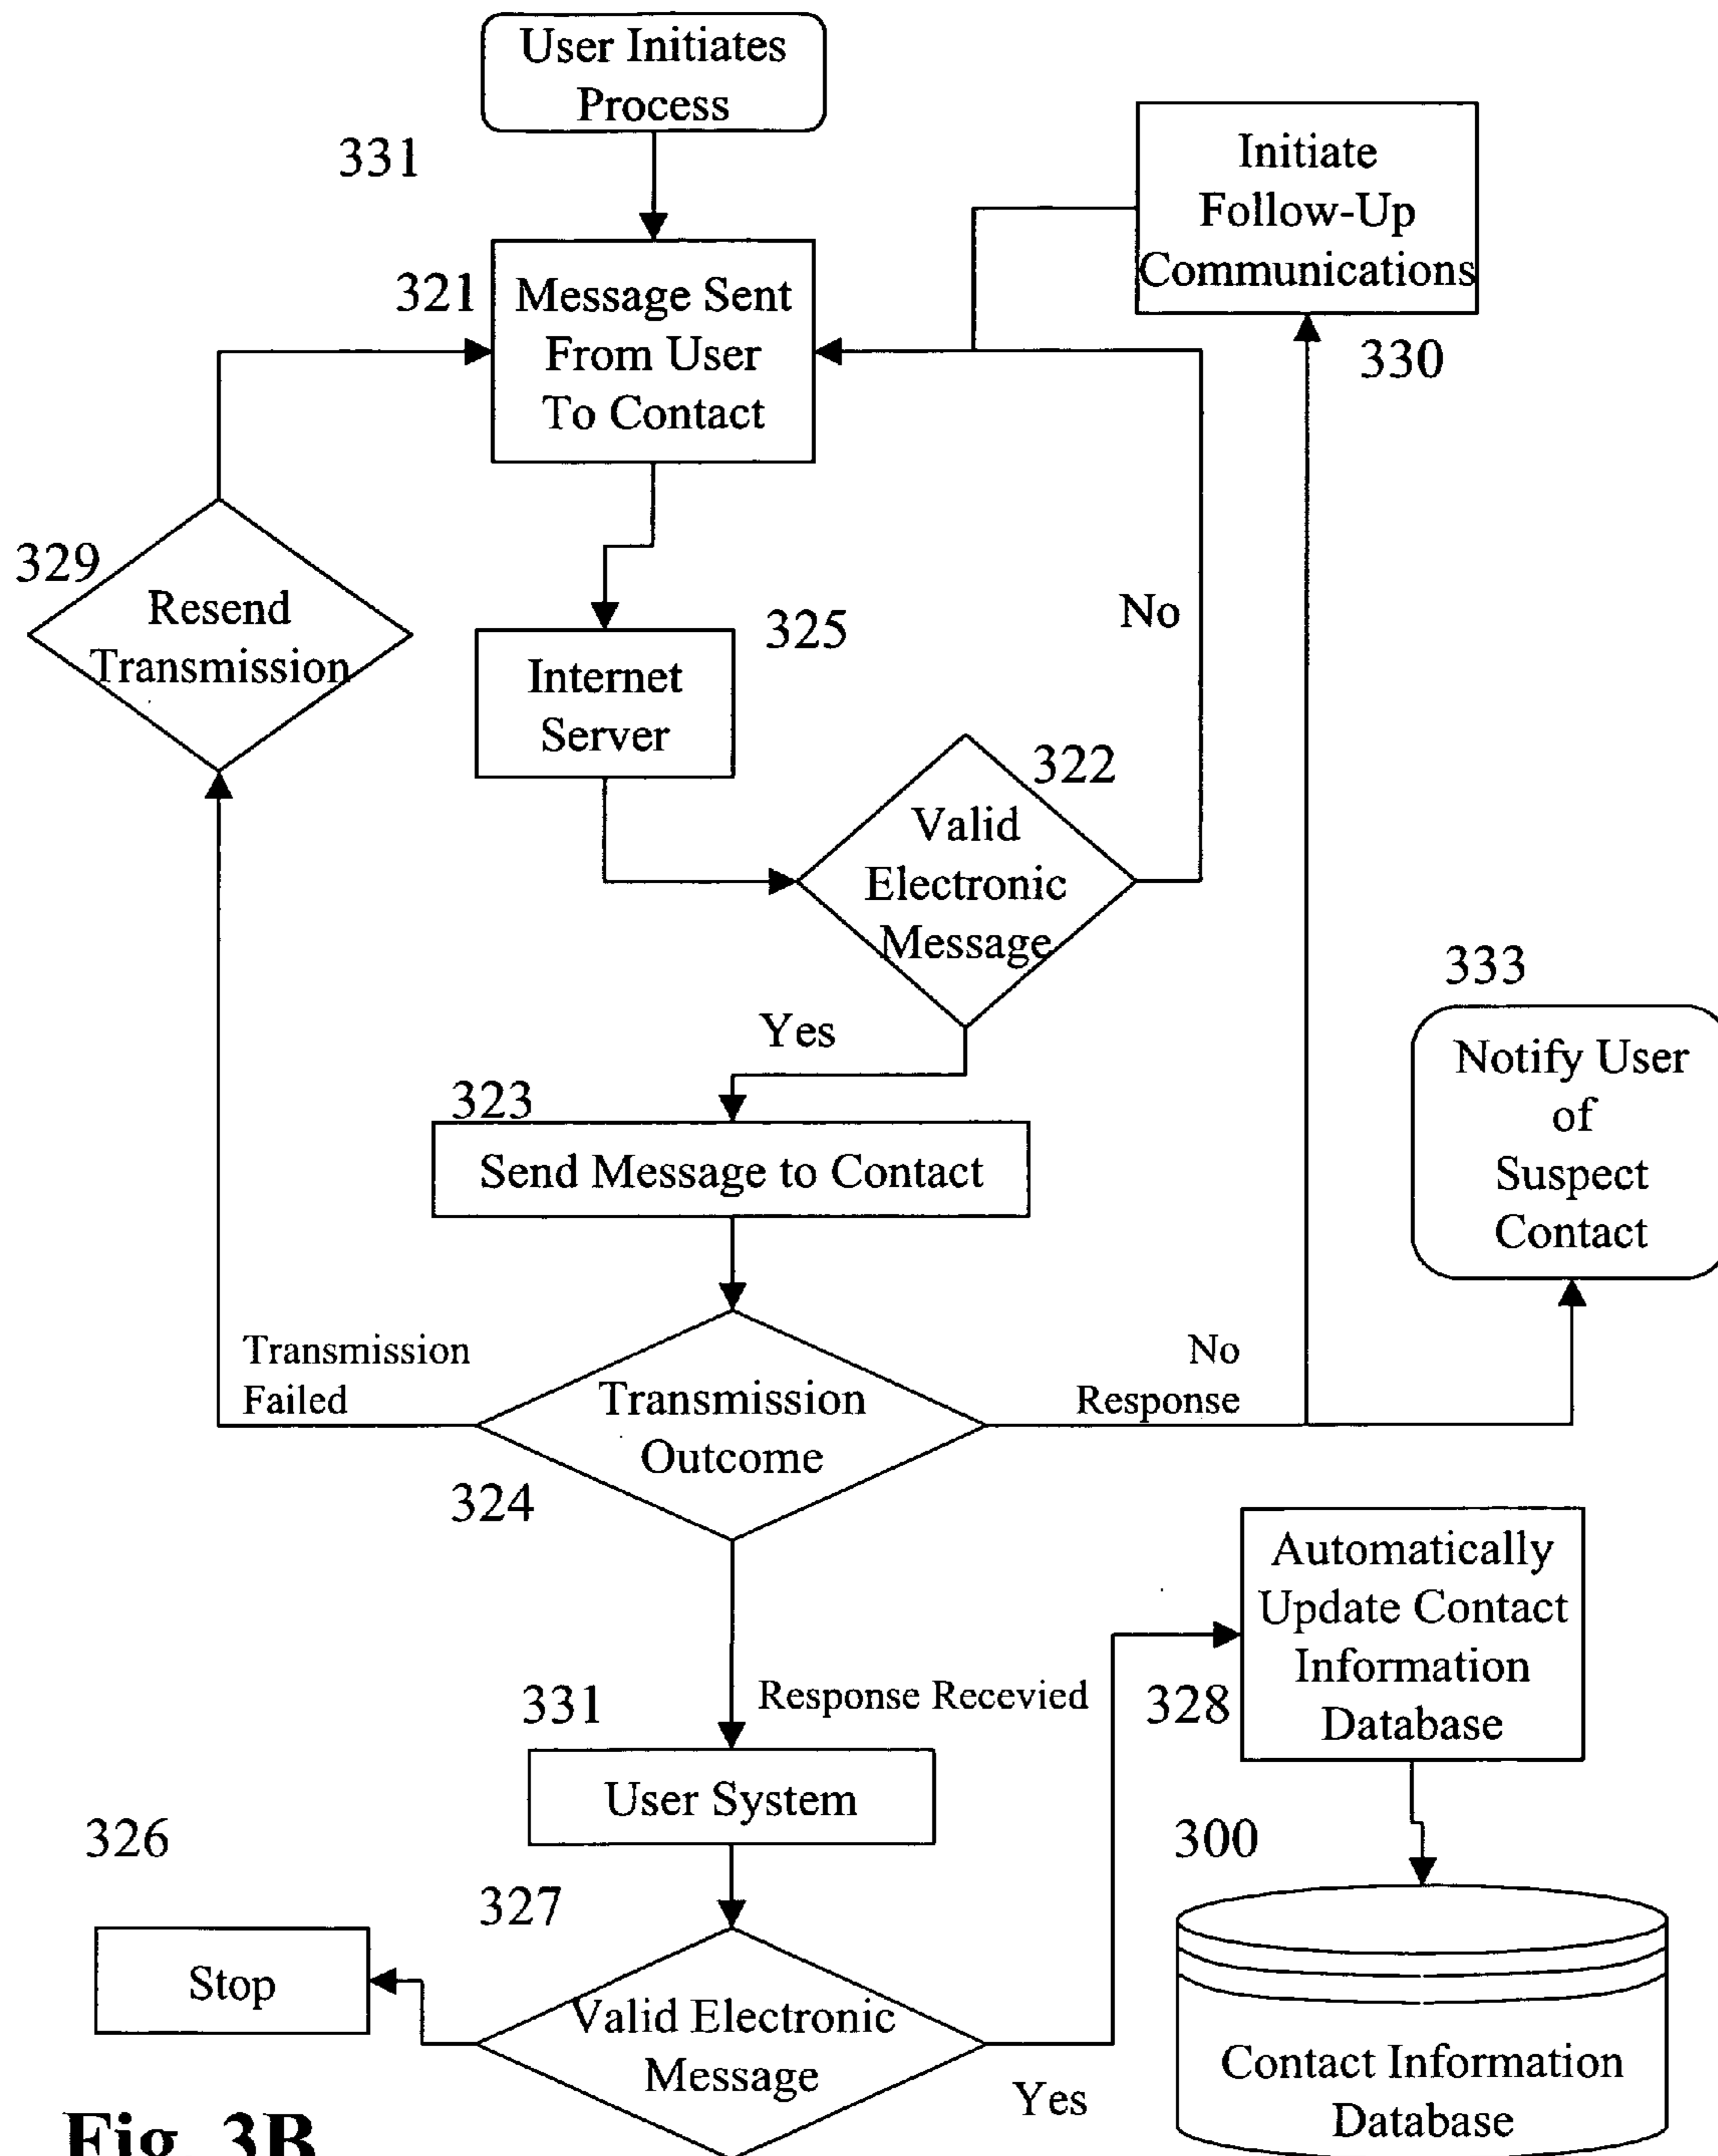 User Initiates
Process
331
Initiate
Follow-Up
Communications
330
321
Message Sent
From User
To Contact
329
Resend
Transmission
325
Internet
Server
No
322
Valid
Electronic
Message
Yes
333
Notify User
of
Suspect
Contact
323
Send Message to Contact
Transmission
Failed
No
Response
Transmission
Outcome
324
Automatically
Update Contact
Information
Database
328
Response Recevied
331
User System
326
Stop
327
Valid Electronic
Message
Yes
300
Contact Information
Database
Fig. 3B